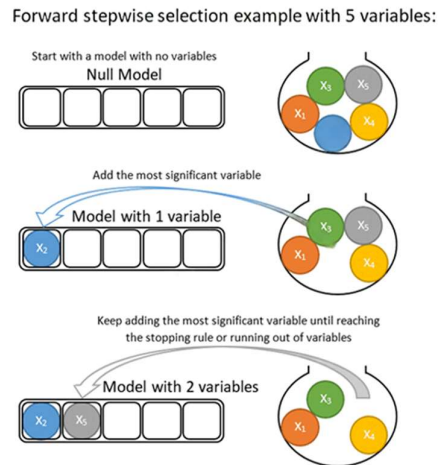 Forward stepwise selection example with 5 variables:
Start with a model with no variables
Null Model
X₃ X₅
X₁ X₄
Add the most significant variable
Model with 1 variable
X₂
X₃ X₅
X₁ X₄
Keep adding the most significant variable until reaching
the stopping rule or running out of variables
Model with 2 variables
X₂ X₅
X₃
X₁ X₄